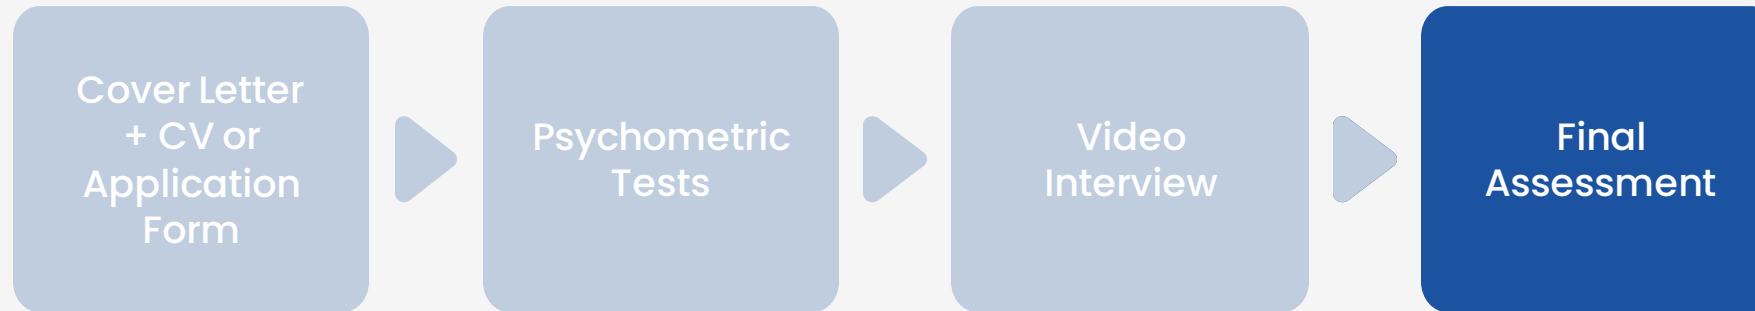 Cover Letter
+ CV or
Application
Form
Psychometric
Tests
Video
Interview
Final
Assessment